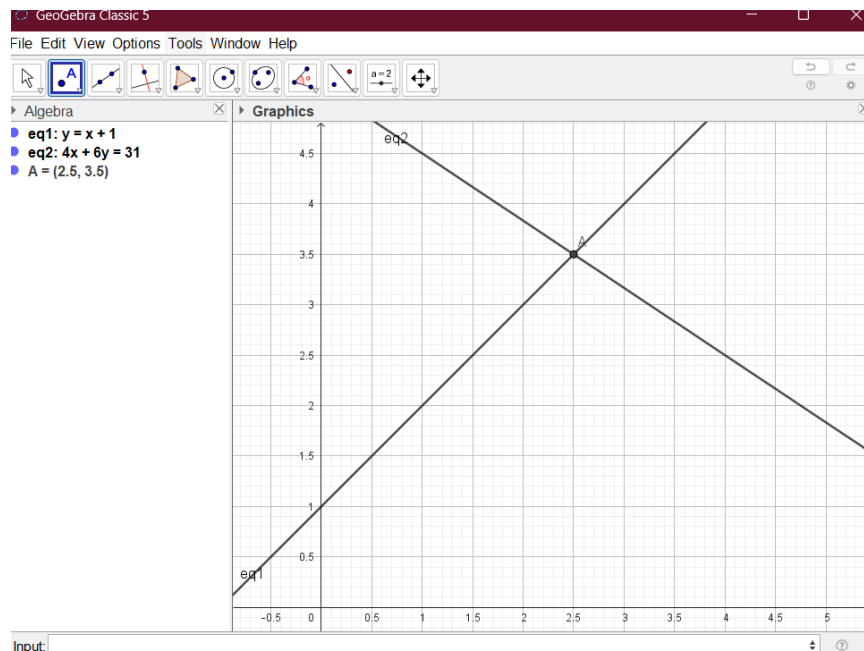 GeoGebra Classic 5
File Edit View Options Tools Window Help
A
α
a=2
Algebra
Graphics
eq1: y = x + 1
eq2: 4x + 6y = 31
A = (2.5, 3.5)
eq2
4.5
4
A
3.5
3
2.5
2
1.5
1
0.5
eq1
-0.5 0 0.5 1 1.5 2 2.5 3 3.5 4 4.5 5
Input: